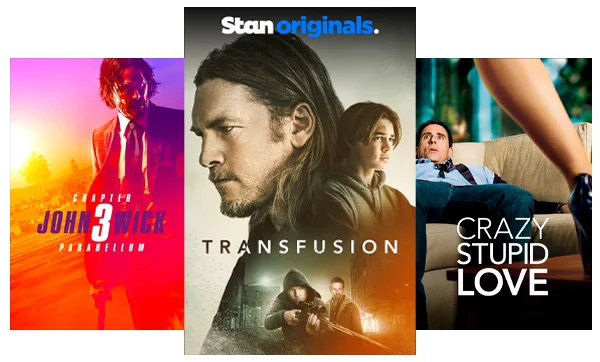 CHAPTER
JOHN 3 WICK
PARABELLUM
Stan originals.
TRANSFUSION
CRAZY
STUPID
LOVE